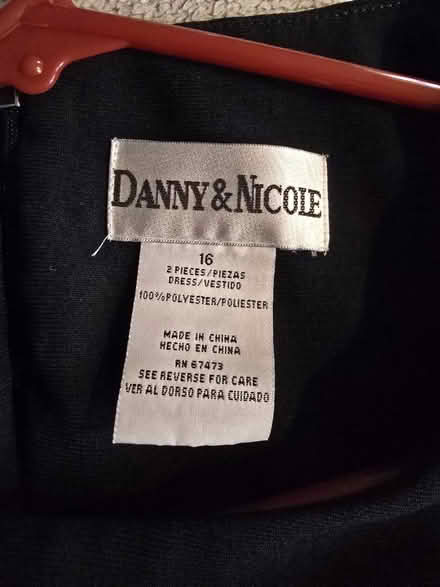 DANNY & NICOLE
16
2 PIECES/PIEZAS
DRESS/VESTIDO
100% POLYESTER/POLIESTER
MADE IN CHINA
HECHO EN CHINA
RN 67473
SEE REVERSE FOR CARE
VER AL DORSO PARA CUIDADO